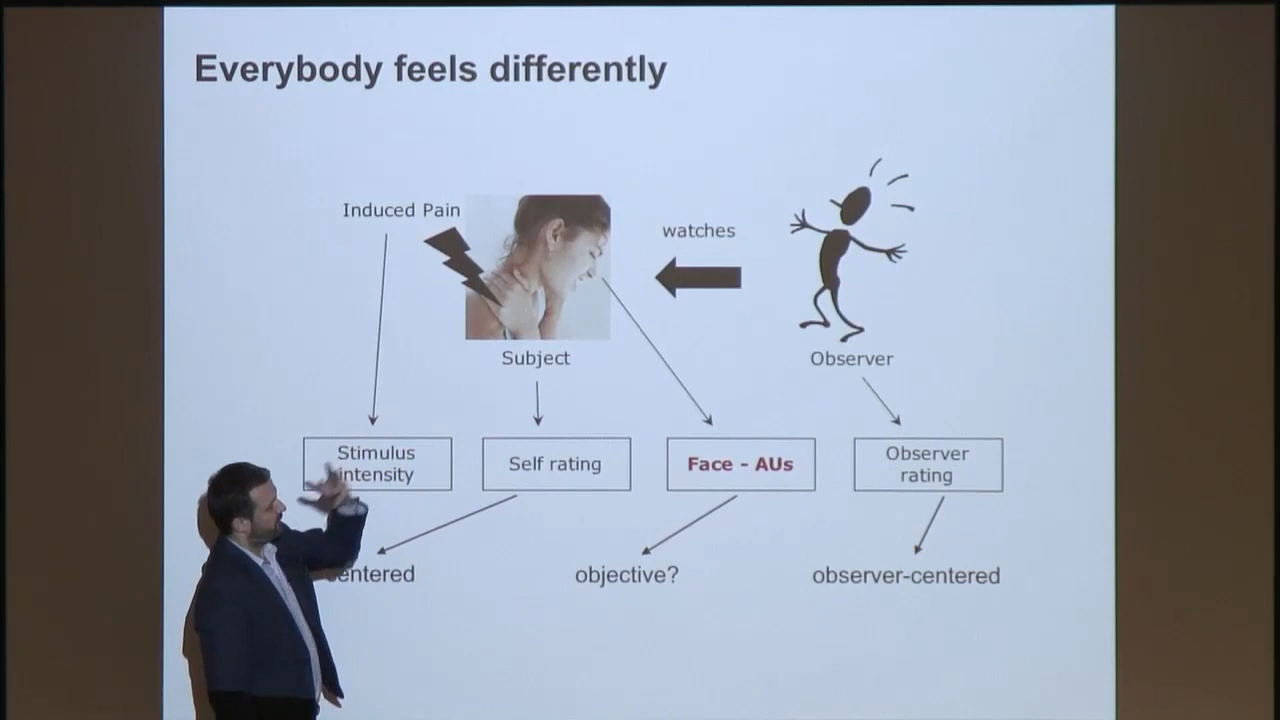 Everybody feels differently
Induced Pain
watches
Subject
Observer
Stimulus
intensity
Self rating
Face - AUs
Observer
rating
centered
objective?
observer-centered